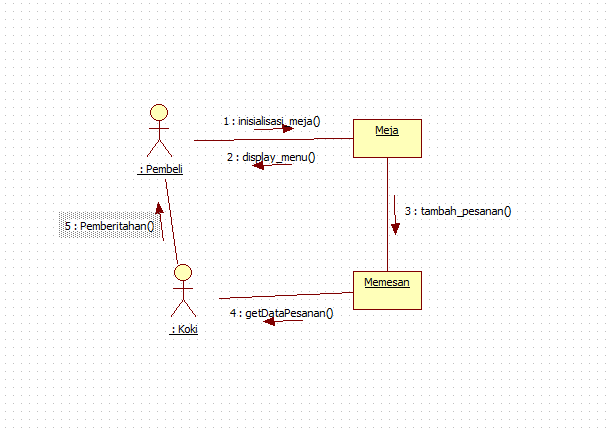 1 : inisialisasi_meja()
Meja
2 : display_menu()
: Pembeli
3 : tambah_pesanan()
5 : Pemberitahan()
Memesan
4 : getDataPesanan()
: Koki